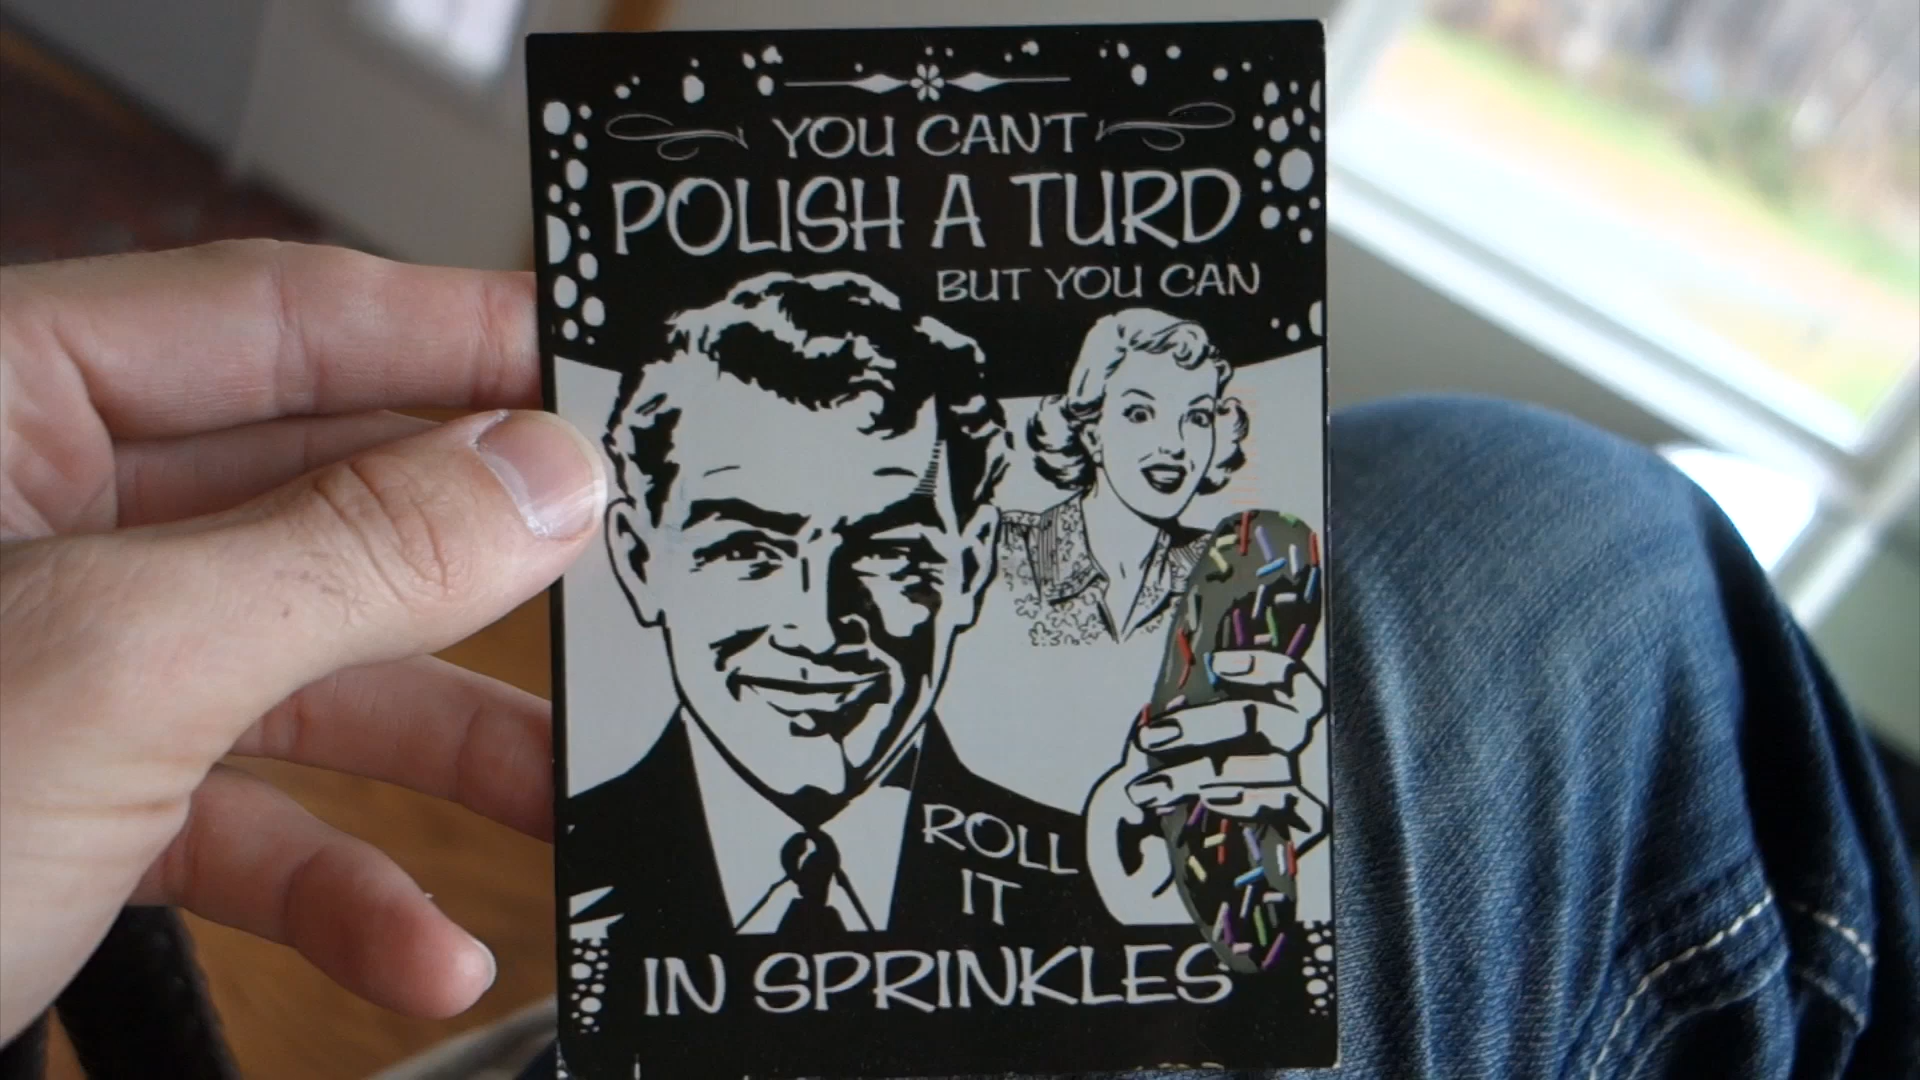 YOU CAN'T
POLISH A TURD
BUT YOU CAN
ROLL
IT
IN SPRINKLES